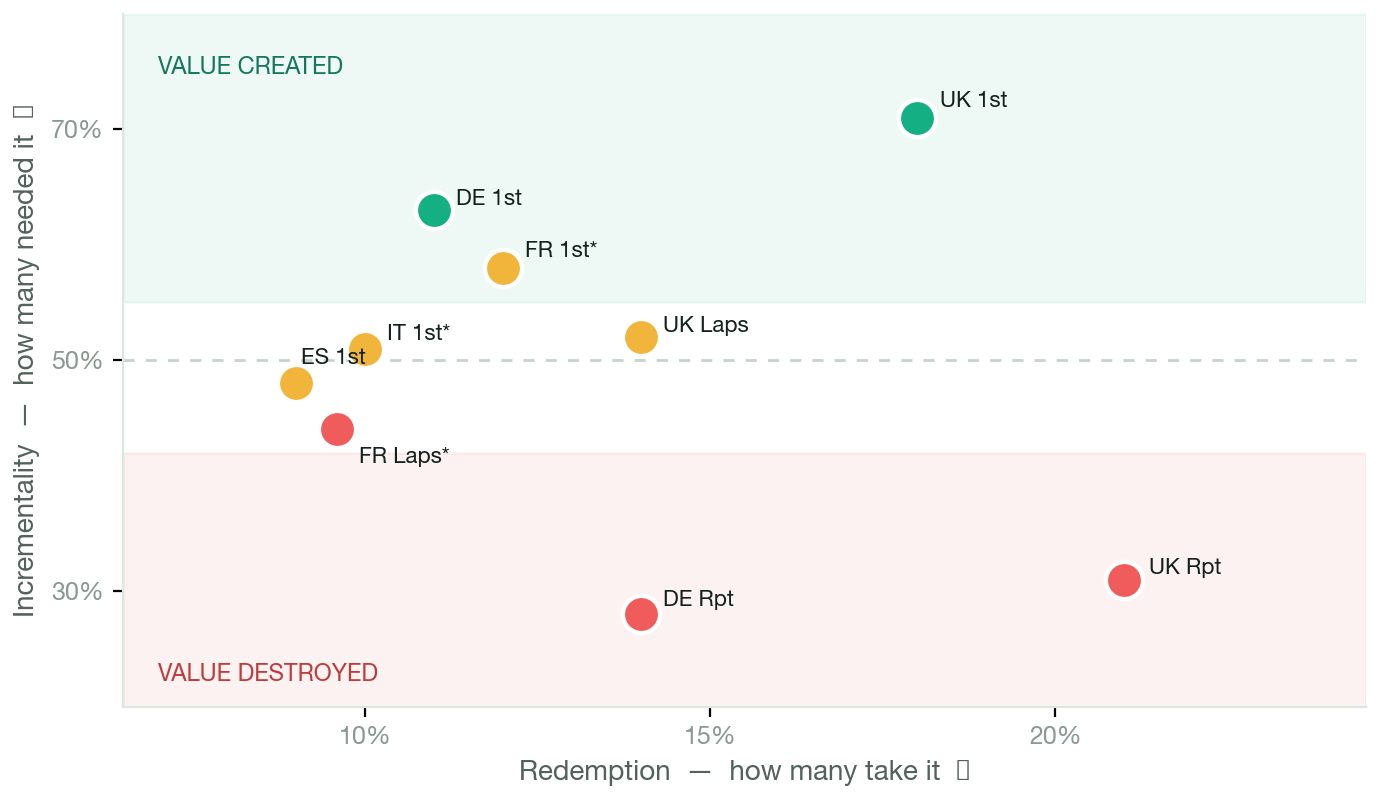 VALUE CREATED
UK 1st
70%
DE 1st
FR 1st*
UK Laps
IT 1st*
ES 1st
50%
FR Laps*
UK Rpt
30%
DE Rpt
VALUE DESTROYED
10%
15%
20%
Redemption — how many take it
Incrementality — how many needed it